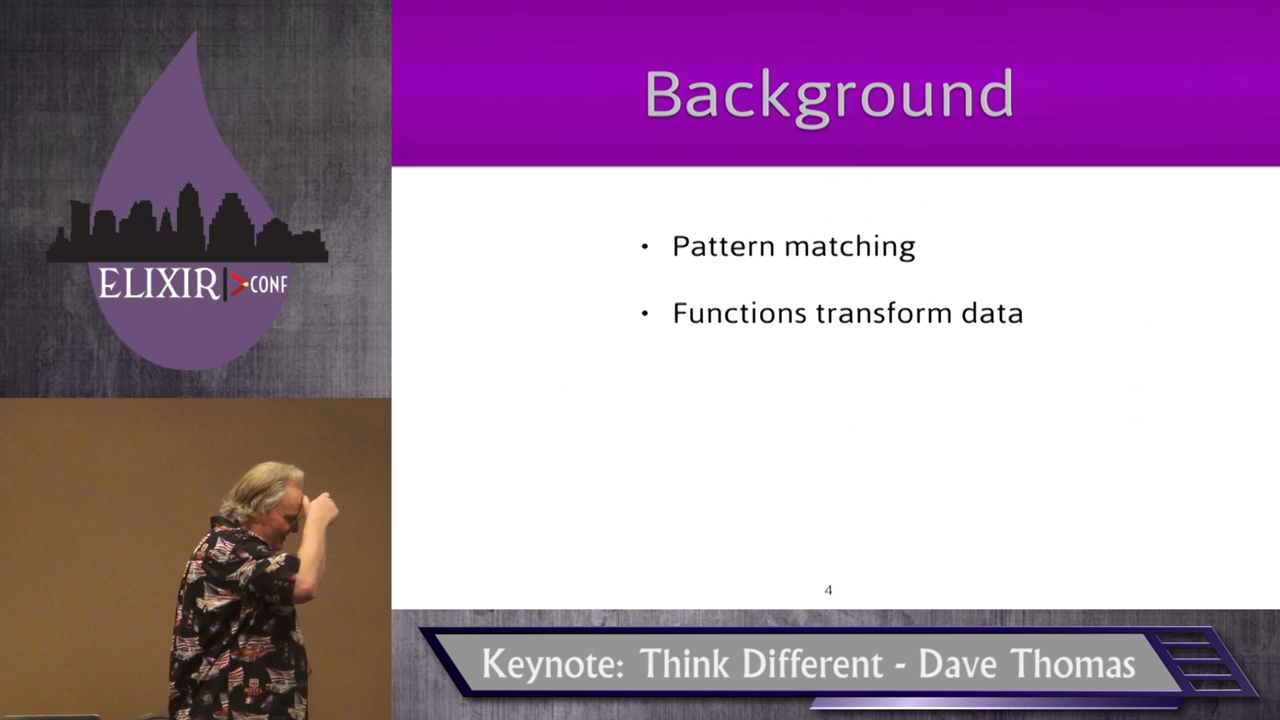 Background
• Pattern matching
• Functions transform data
4
ELIXIR|>CONF
Keynote: Think Different - Dave Thomas